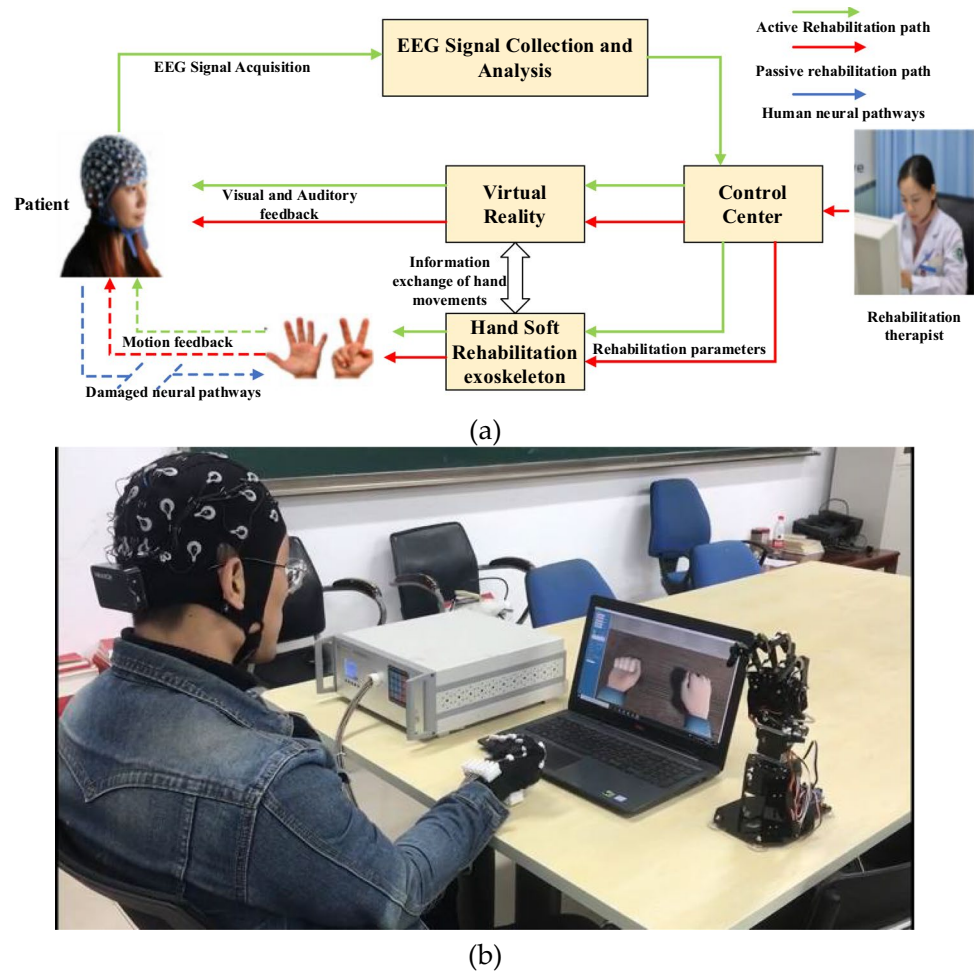 EEG Signal Collection and
Analysis
EEG Signal Acquisition
Active Rehabilitation path
Passive rehabilitation path
Human neural pathways
Patient
Visual and Auditory
feedback
Virtual
Reality
Control
Center
Information
exchange of hand
movements
Rehabilitation
therapist
Motion feedback
Hand Soft
Rehabilitation
exoskeleton
Rehabilitation parameters
Damaged neural pathways
(a)
(b)